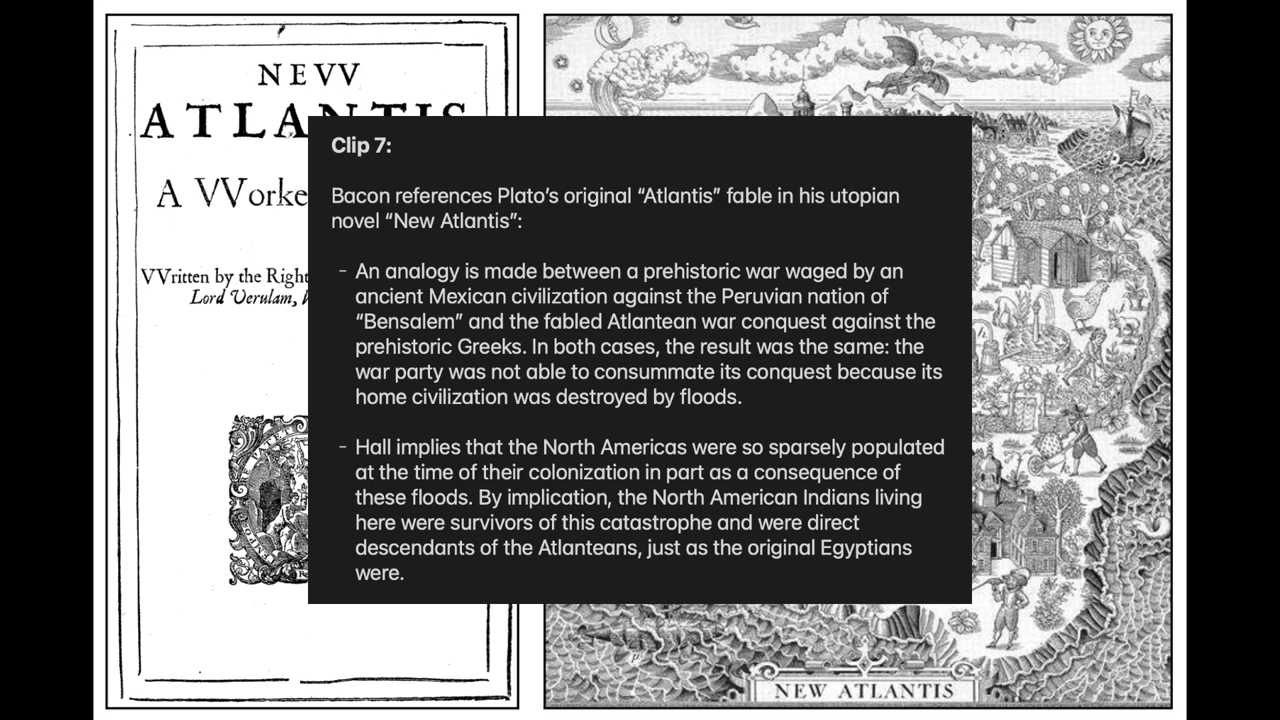 NEVV
ATLANTIS
A VVorke
VVritten by the Right
Lord Verulam,
Clip 7:
Bacon references Plato’s original “Atlantis” fable in his utopian
novel “New Atlantis”:
- An analogy is made between a prehistoric war waged by an
ancient Mexican civilization against the Peruvian nation of
“Bensalem” and the fabled Atlantean war conquest against the
prehistoric Greeks. In both cases, the result was the same: the
war party was not able to consummate its conquest because its
home civilization was destroyed by floods.
- Hall implies that the North Americas were so sparsely populated
at the time of their colonization in part as a consequence of
these floods. By implication, the North American Indians living
here were survivors of this catastrophe and were direct
descendants of the Atlanteans, just as the original Egyptians
were.
NEW ATLANTIS